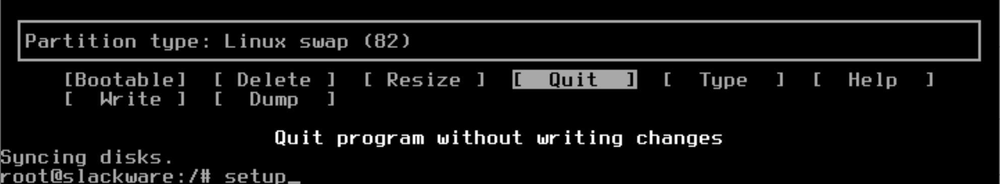 Partition type: Linux swap (82)
[Bootable] [ Delete ] [ Resize ] [ Quit ] [ Type ] [ Help ]
[ Write ] [ Dump ]
Quit program without writing changes
Syncing disks.
root@slackware:/# setup_